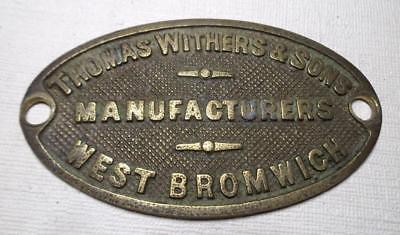 THOMAS WITHERS & SONS
MANUFACTURERS
WEST BROMWICH